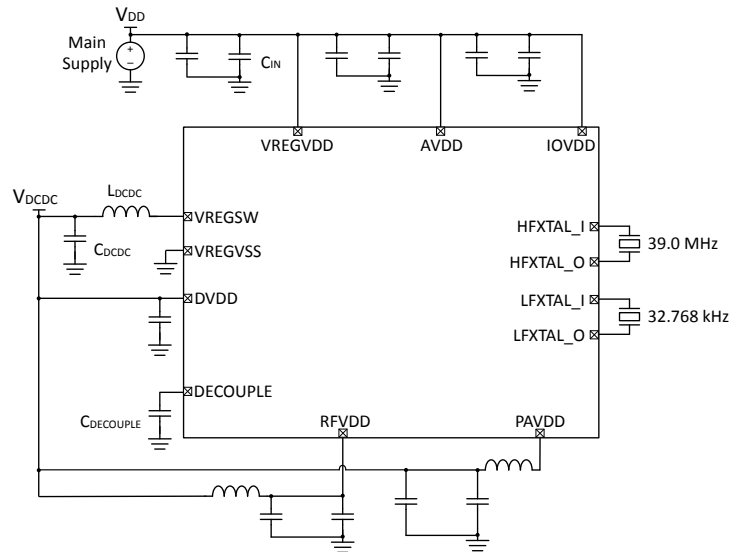 VDD
Main
Supply
+
−
CIN
VREGVDD
AVDD
IOVDD
VDCDC
LDCDC
CDCDC
VREGSW
VREGVSS
DVDD
DECOUPLE
CDECOUPLE
HFXTAL_I
HFXTAL_O
39.0 MHz
LFXTAL_I
LFXTAL_O
32.768 kHz
RFVDD
PAVDD